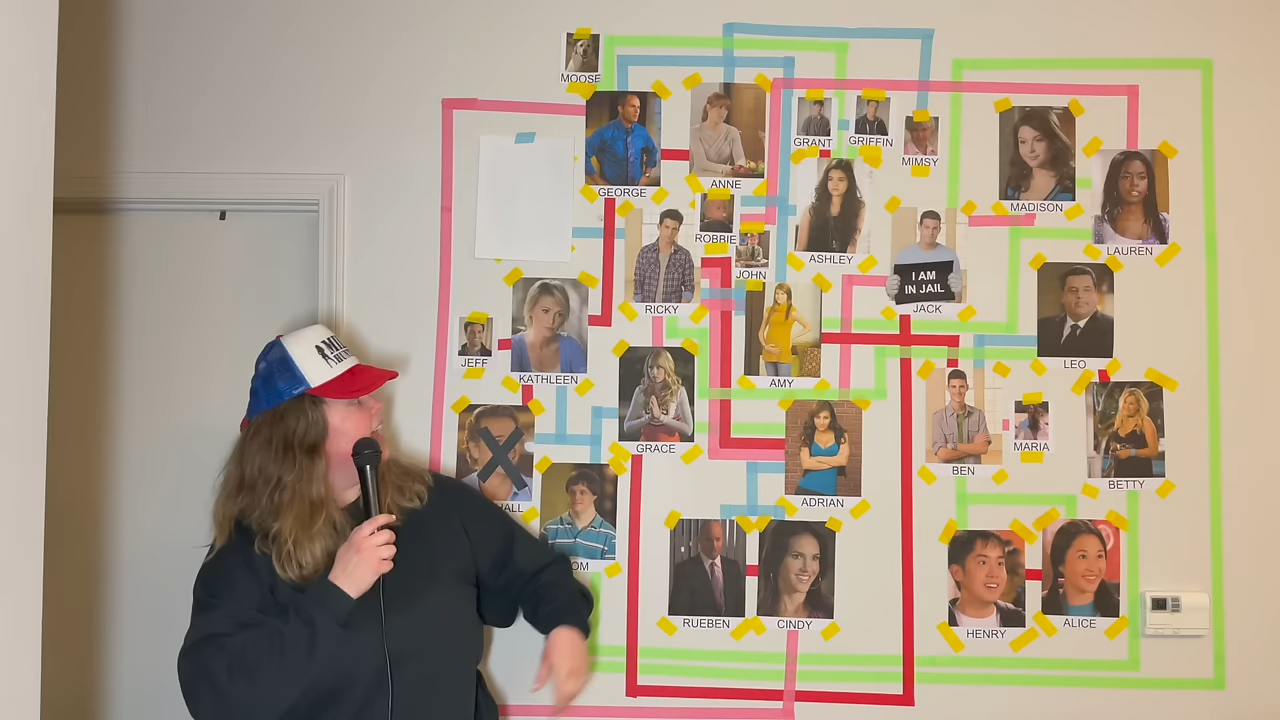 MOOSE
GEORGE
ANNE
GRANT
GRIFFIN
MIMSY
MADISON
LAUREN
ROBBIE
JOHN
ASHLEY
RICKY
I AM
IN JAIL
JACK
JEFF
KATHLEEN
AMY
LEO
GRACE
BEN
MARIA
BETTY
ADRIAN
RUEBEN
CINDY
HENRY
ALICE